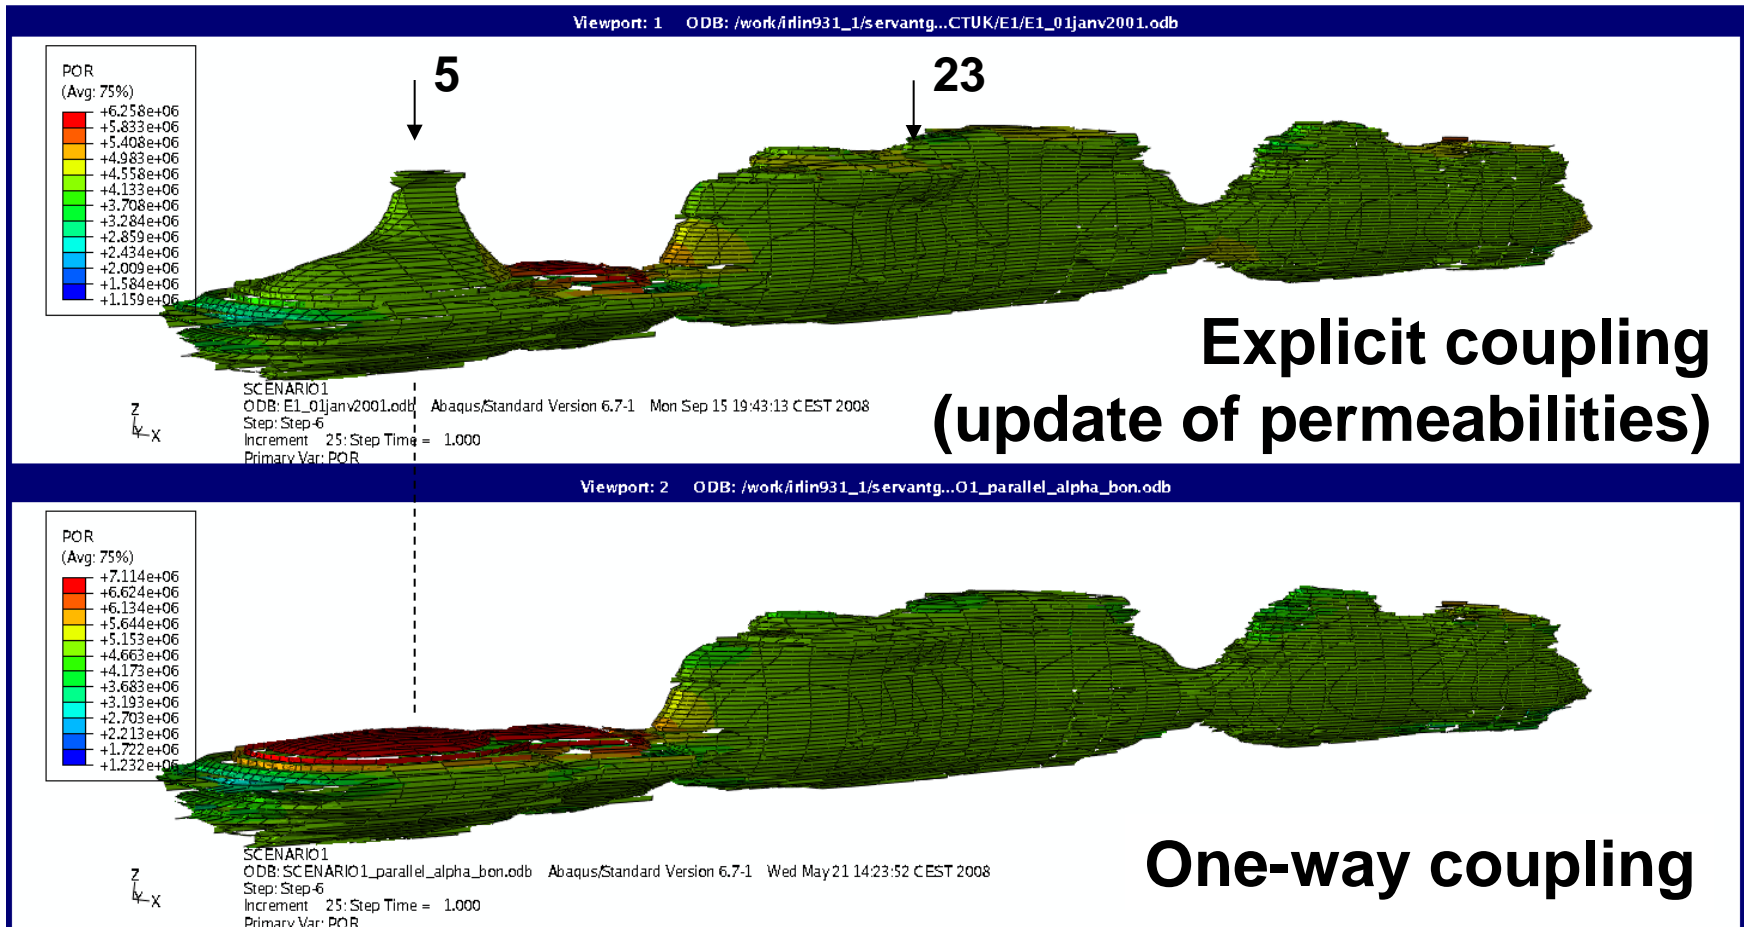 Viewport: 1 ODB: /work/irlin931_1/servantg...CTUK/E1/E1_01janv2001.odb
5
23
POR
(Avg: 75%)
+6.258e+06
+5.833e+06
+5.408e+06
+4.983e+06
+4.558e+06
+4.133e+06
+3.708e+06
+3.284e+06
+2.859e+06
+2.434e+06
+2.009e+06
+1.584e+06
+1.159e+06
Explicit coupling
(update of permeabilities)
Z
Y X
SCENARIO1
ODB: E1_01janv2001.odb Abaqus/Standard Version 6.7-1 Mon Sep 15 19:43:13 CEST 2008
Step: Step-6
Increment 25: Step Time = 1.000
Primary Var: POR
Viewport: 2 ODB: /work/irlin931_1/servantg...O1_parallel_alpha_bon.odb
POR
(Avg: 75%)
+7.114e+06
+6.624e+06
+6.134e+06
+5.644e+06
+5.153e+06
+4.663e+06
+4.173e+06
+3.683e+06
+3.193e+06
+2.703e+06
+2.213e+06
+1.722e+06
+1.232e+06
One-way coupling
Z
Y X
SCENARIO1
ODB: SCENARIO1_parallel_alpha_bon.odb Abaqus/Standard Version 6.7-1 Wed May 21 14:23:52 CEST 2008
Step: Step-6
Increment 25: Step Time = 1.000
Primary Var: POR